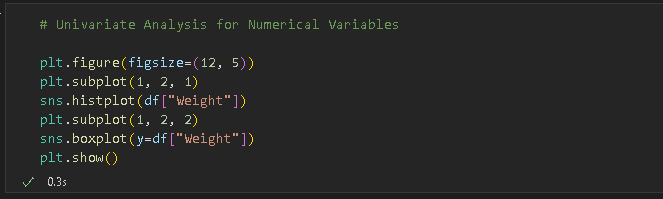 # Univariate Analysis for Numerical Variables
plt.figure(figsize=(12, 5))
plt.subplot(1, 2, 1)
sns.histplot(df["Weight"])
plt.subplot(1, 2, 2)
sns.boxplot(y=df["Weight"])
plt.show()
✓ 0.3s